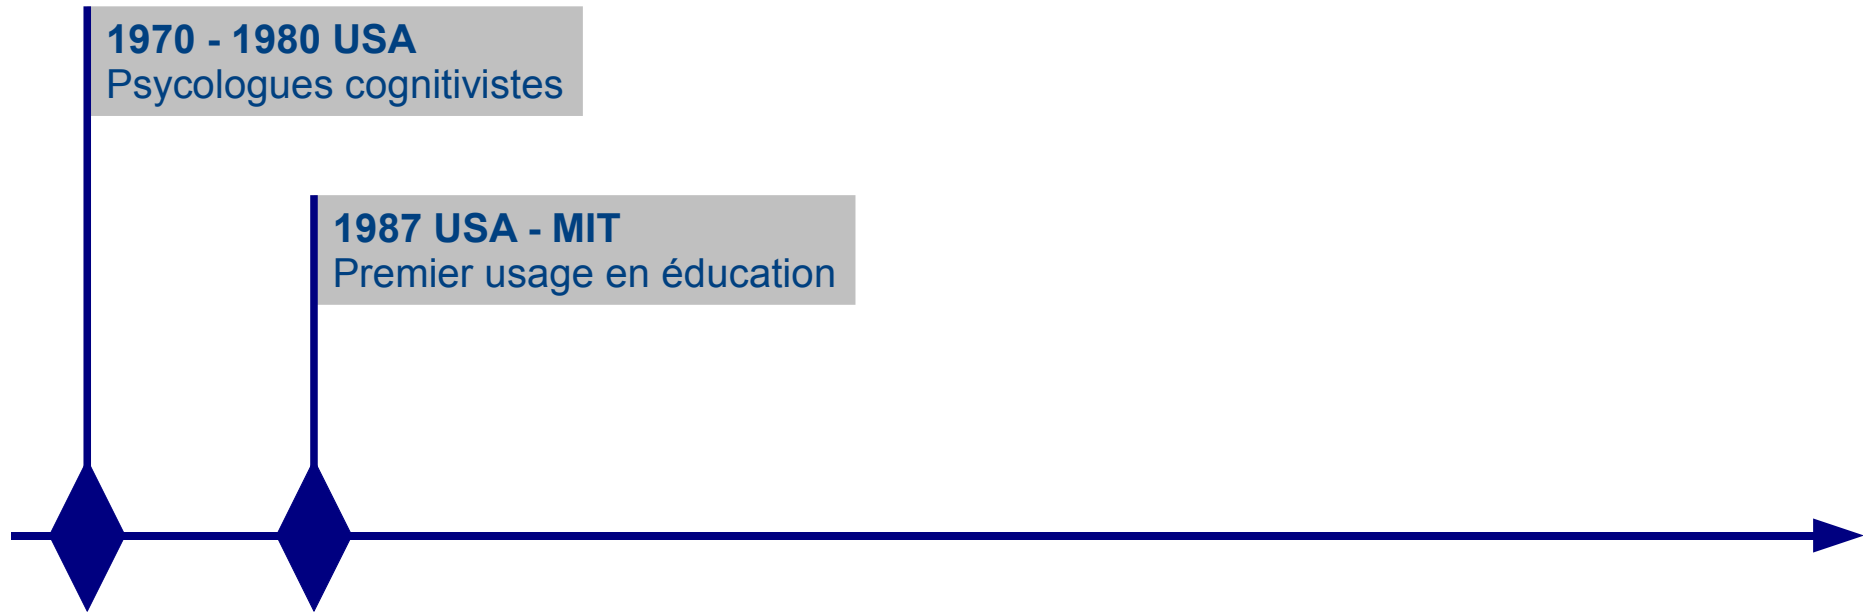 1970 - 1980 USA
Psycologues cognitivistes
1987 USA - MIT
Premier usage en éducation